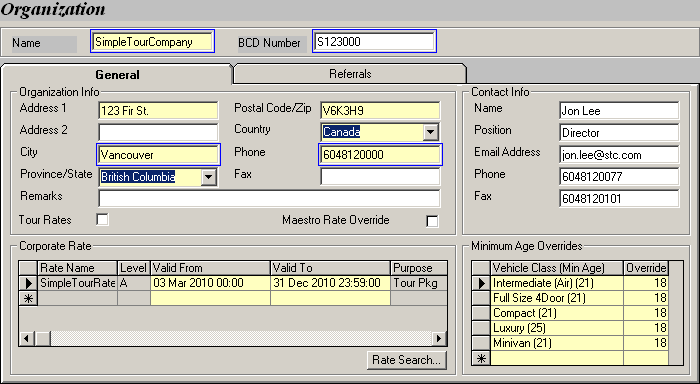 Organization
Name SimpleTourCompany BCD Number S123000
General Referrals
Organization Info
Address 1 123 Fir St. Postal Code/Zip V6K3H9
Address 2 Country Canada
City Vancouver Phone 6048120000
Province/State British Columbia Fax
Remarks
Tour Rates Maestro Rate Override
Contact Info
Name Jon Lee
Position Director
Email Address jon.lee@stc.com
Phone 6048120077
Fax 6048120101
Corporate Rate
Rate Name Level Valid From Valid To Purpose
SimpleTourRate A 03 Mar 2010 00:00 31 Dec 2010 23:59:00 Tour Pkg
Rate Search...
Minimum Age Overrides
Vehicle Class (Min Age) Override
Intermediate (Air) (21) 18
Full Size 4Door (21) 18
Compact (21) 18
Luxury (25) 18
Minivan (21) 18